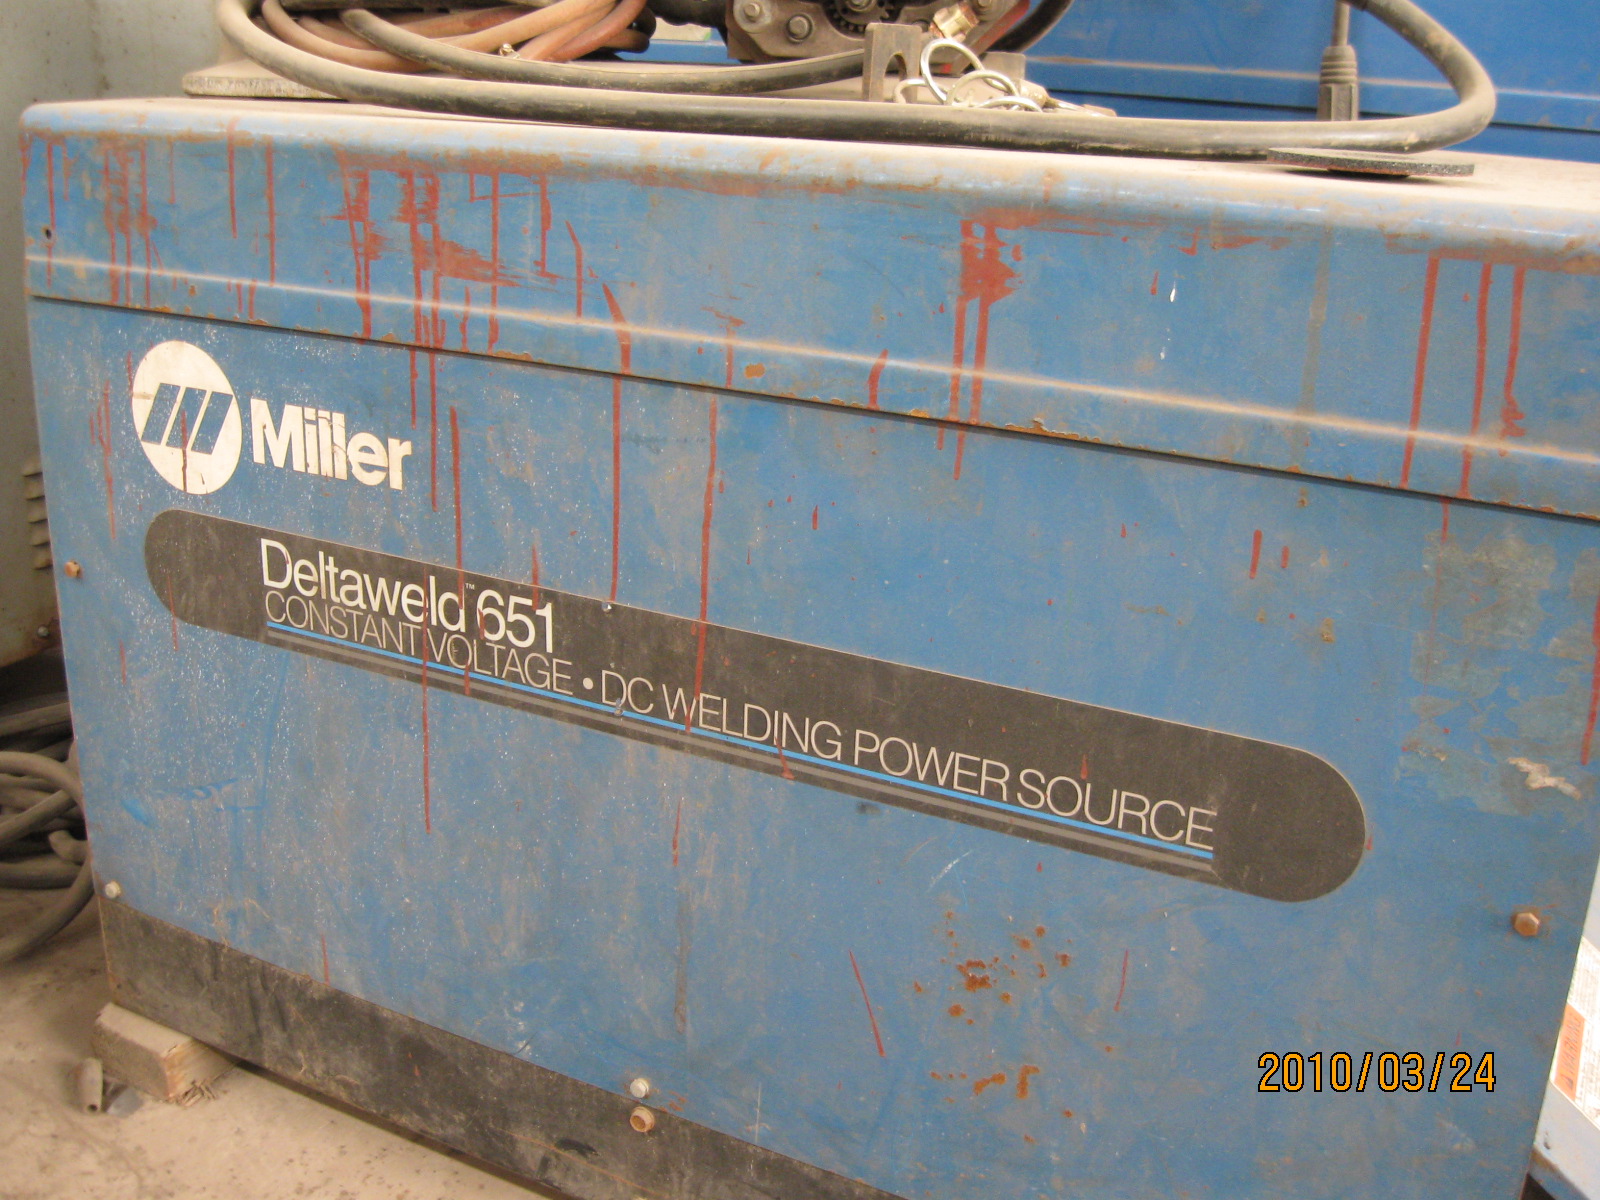 Miller
Deltaweld™ 651
CONSTANT VOLTAGE • DC WELDING POWER SOURCE
2010/03/24